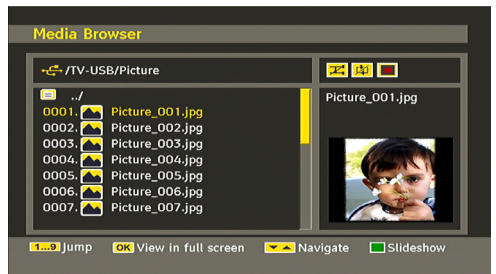 Media Browser
/TV-USB/Picture
../
0001. Picture_001.jpg
0002. Picture_002.jpg
0003. Picture_003.jpg
0004. Picture_004.jpg
0005. Picture_005.jpg
0006. Picture_006.jpg
0007. Picture_007.jpg
Picture_001.jpg
1...9 Jump OK View in full screen Navigate Slideshow